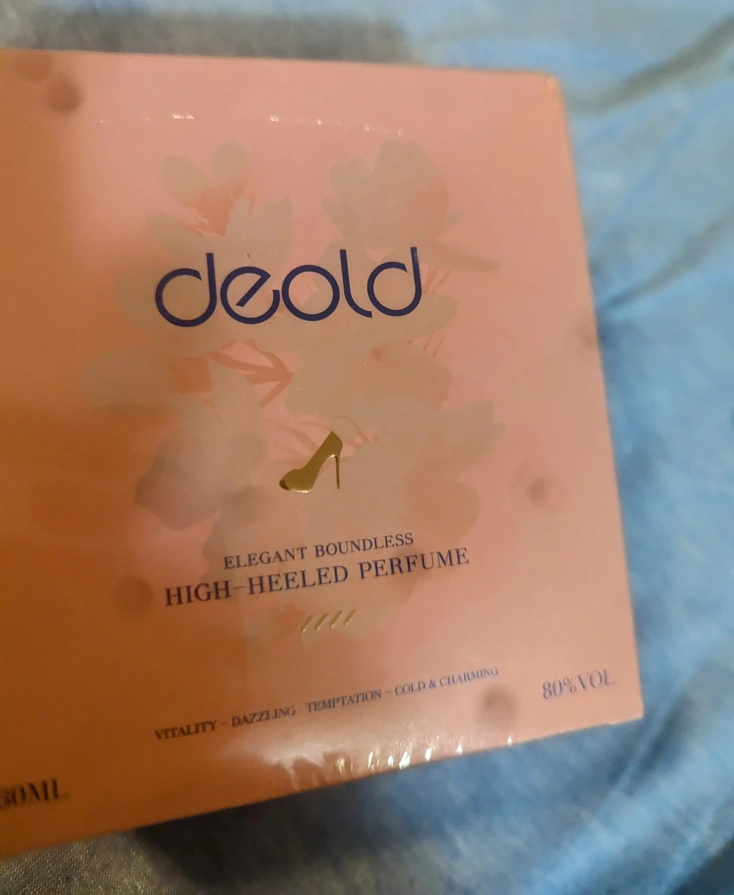 deold
ELEGANT BOUNDLESS
HIGH-HEELED PERFUME
VITALITY - DAZZLING - TEMPTATION - COLD & CHARMING
80%VOL